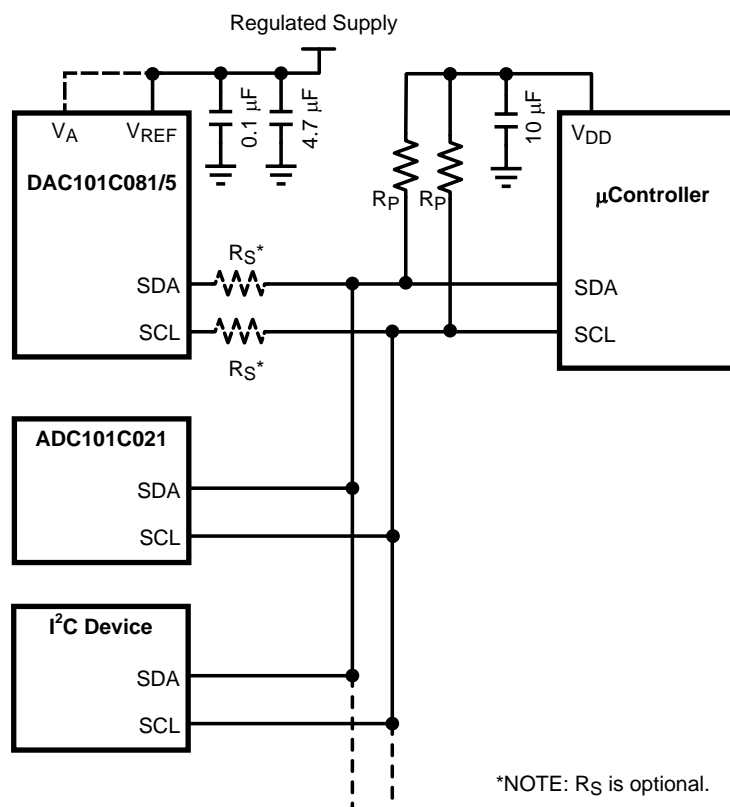 Regulated Supply
V_A
V_REF
0.1 μF
4.7 μF
10 μF
V_DD
DAC101C081/5
R_P
R_P
μController
R_S*
SDA
SDA
SCL
SCL
R_S*
ADC101C021
SDA
SCL
I²C Device
SDA
SCL
*NOTE: R_S is optional.